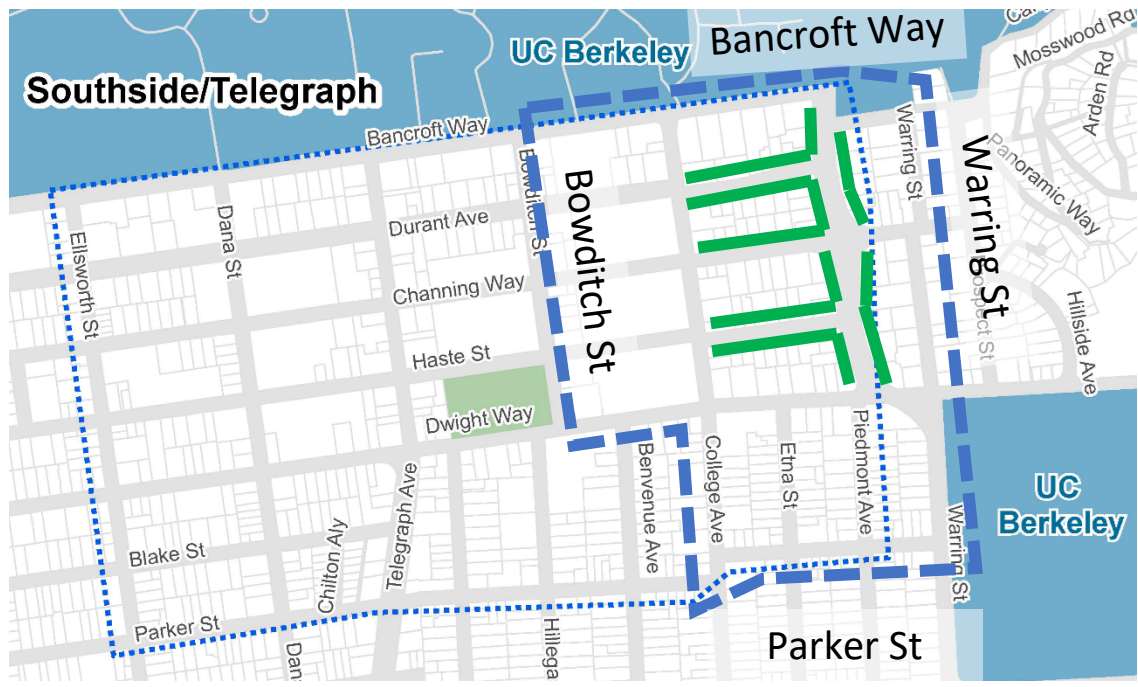 Bancroft Way
UC Berkeley
Mosswood Rd
Arden Rd
Southside/Telegraph
Bancroft Way
Warring St
Panoramic Way
Warring St
Bowditch St
Bowditch St
Dana St
Durant Ave
Ellsworth St
Channing Way
Hillside Ave
Haste St
Dwight Way
Piedmont Ave
College Ave
Etna St
Benvenue Ave
Telegraph Ave
UC
Berkeley
Blake St
Chilton Aly
Warring St
Parker St
Hillega
Dan
Parker St